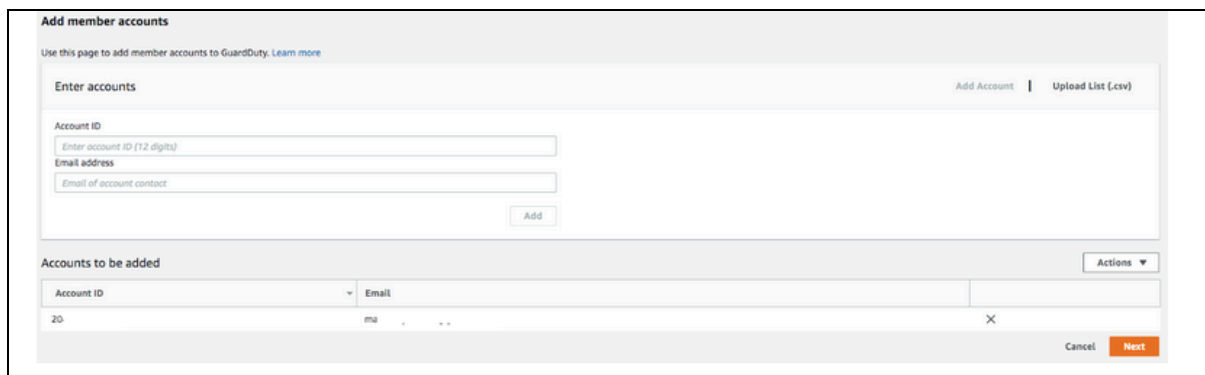 Add member accounts
Use this page to add member accounts to GuardDuty. Learn more
Enter accounts
Add Account | Upload List (.csv)
Account ID
Enter account ID (12 digits)
Email address
Email of account contact
Add
Accounts to be added
Actions
Account ID Email
20 ma
Cancel Next